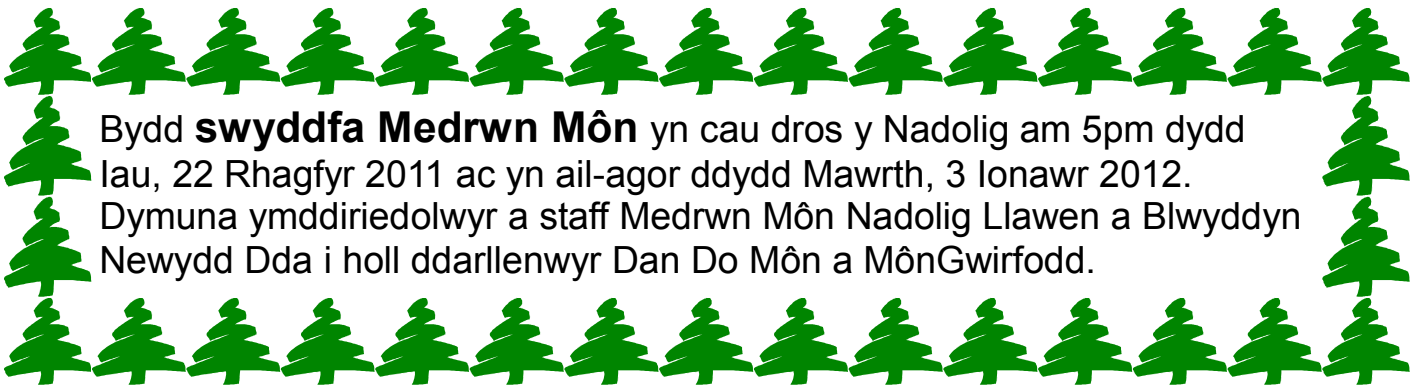 Bydd swyddfa Medrwn Môn yn cau dros y Nadolig am 5pm dydd
Iau, 22 Rhagfyr 2011 ac yn ail-agor ddydd Mawrth, 3 Ionawr 2012.
Dymuna ymddiriedolwyr a staff Medrwn Môn Nadolig Llawen a Blwyddyn
Newydd Dda i holl ddarllenwyr Dan Do Môn a MônGwirfodd.